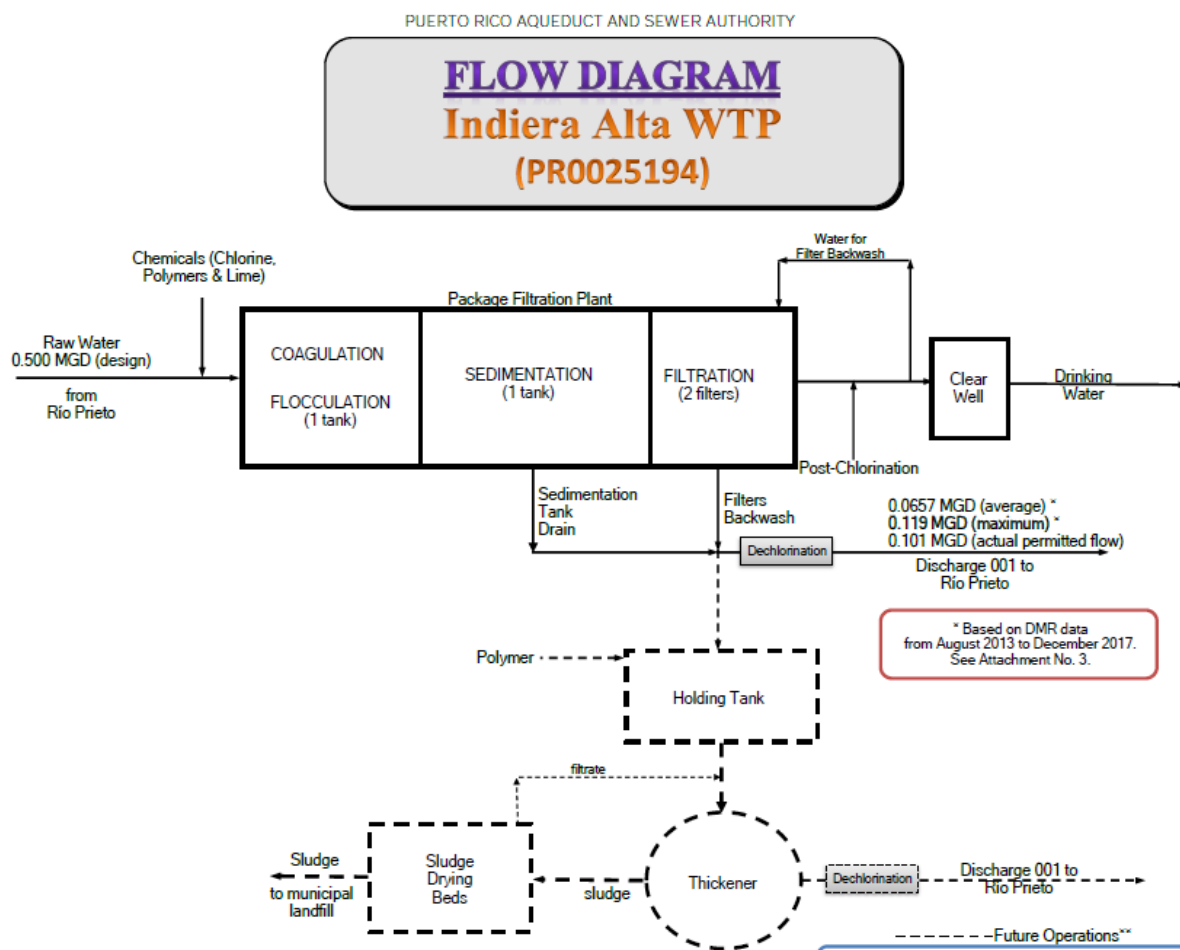 PUERTO RICO AQUEDUCT AND SEWER AUTHORITY
FLOW DIAGRAM
Indiera Alta WTP
(PR0025194)
Water for
Filter Backwash
Chemicals (Chlorine,
Polymers & Lime)
Package Filtration Plant
Raw Water
0.500 MGD (design)
from
Río Prieto
COAGULATION
FLOCCULATION
(1 tank)
SEDIMENTATION
(1 tank)
FILTRATION
(2 filters)
Clear
Well
Drinking
Water
Post-Chlorination
Sedimentation
Tank
Drain
Filters
Backwash
Dechlorination
0.0657 MGD (average) *
0.119 MGD (maximum) *
0.101 MGD (actual permitted flow)
Discharge 001 to
Río Prieto
* Based on DMR data
from August 2013 to December 2017.
See Attachment No. 3.
Polymer
Holding Tank
filtrate
Sludge
to municipal
landfill
Sludge
Drying
Beds
sludge
Thickener
Dechlorination
Discharge 001 to
Río Prieto
Future Operations**